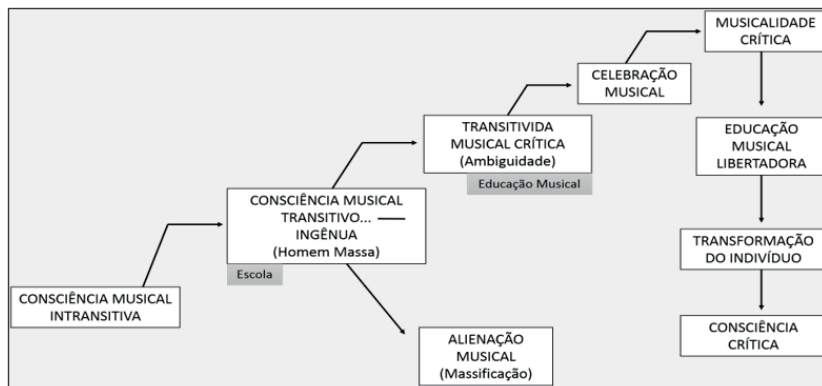 MUSICALIDADE
CRÍTICA
CELEBRAÇÃO
MUSICAL
TRANSITIVIDA
MUSICAL CRÍTICA
(Ambiguidade)
Educação Musical
EDUCAÇÃO
MUSICAL
LIBERTADORA
CONSCIÊNCIA MUSICAL
TRANSITIVO...
INGÊNUA
(Homem Massa)
Escola
TRANSFORMAÇÃO
DO INDIVÍDUO
CONSCIÊNCIA MUSICAL
INTRANSITIVA
ALIENAÇÃO
MUSICAL
(Massificação)
CONSCIÊNCIA
CRÍTICA